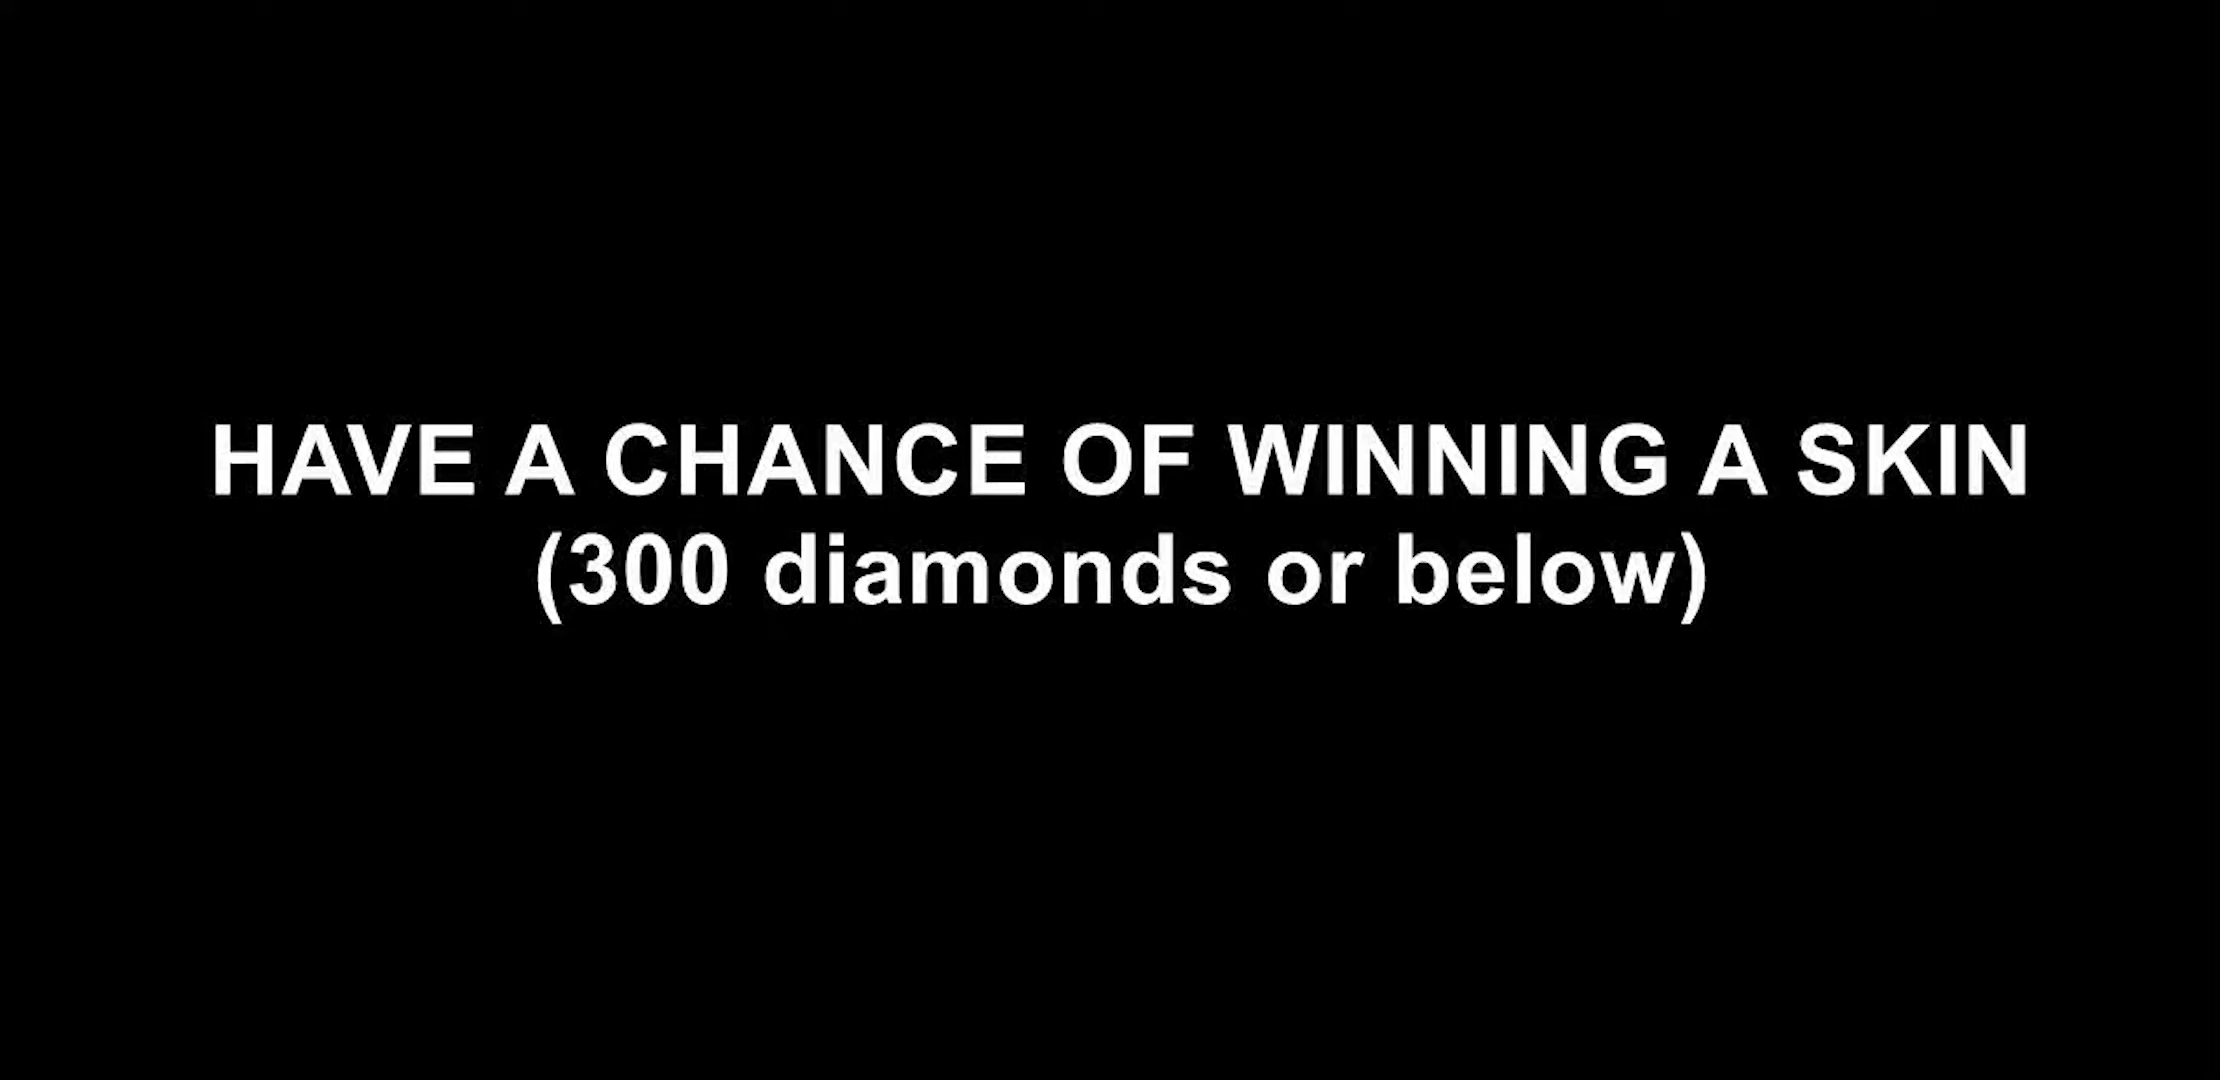 HAVE A CHANCE OF WINNING A SKIN
(300 diamonds or below)